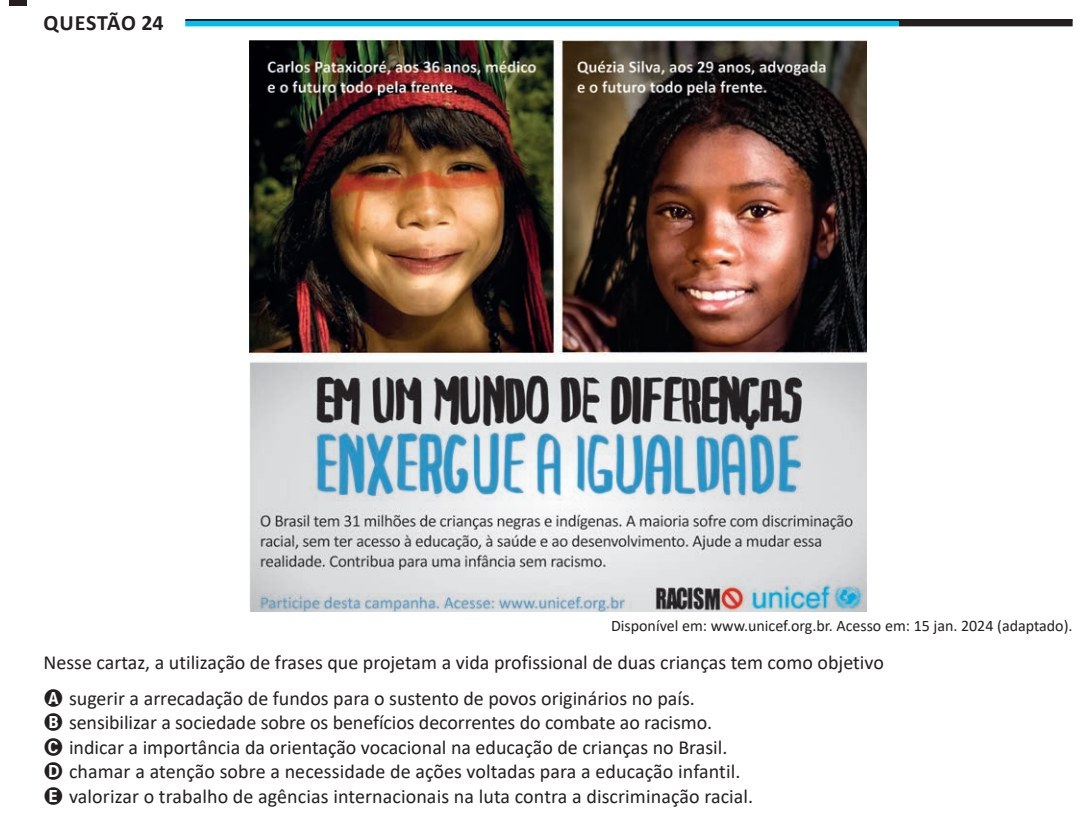 QUESTÃO 24
Carlos Pataxicoré, aos 36 anos, médico
e o futuro todo pela frente.
Quézia Silva, aos 29 anos, advogada
e o futuro todo pela frente.
EM UM MUNDO DE DIFERENÇAS
ENXERGUE A IGUALDADE
O Brasil tem 31 milhões de crianças negras e indígenas. A maioria sofre com discriminação
racial, sem ter acesso à educação, à saúde e ao desenvolvimento. Ajude a mudar essa
realidade. Contribua para uma infância sem racismo.
Participe desta campanha. Acesse: www.unicef.org.br
RACISMO unicef
Disponível em: www.unicef.org.br. Acesso em: 15 jan. 2024 (adaptado).
Nesse cartaz, a utilização de frases que projetam a vida profissional de duas crianças tem como objetivo
A sugerir a arrecadação de fundos para o sustento de povos originários no país.
B sensibilizar a sociedade sobre os benefícios decorrentes do combate ao racismo.
C indicar a importância da orientação vocacional na educação de crianças no Brasil.
D chamar a atenção sobre a necessidade de ações voltadas para a educação infantil.
E valorizar o trabalho de agências internacionais na luta contra a discriminação racial.